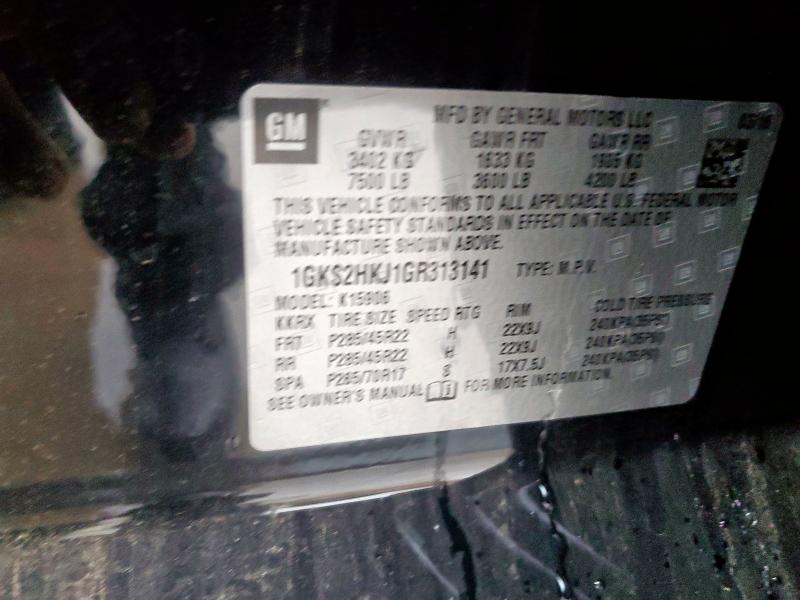 GM
MFD BY GENERAL MOTORS LLC
GVWR GAWR FRT GAWR RR
3402 KG 1633 KG 1905 KG
7500 LB 3600 LB 4200 LB
THIS VEHICLE CONFORMS TO ALL APPLICABLE U.S. FEDERAL MOTOR
VEHICLE SAFETY STANDARDS IN EFFECT ON THE DATE OF
MANUFACTURE SHOWN ABOVE.
1GKS2HKJ1GR313141 TYPE: M.P.V.
MODEL: K15906
KKRX TIRE SIZE SPEED RTG RIM COLD TIRE PRESSURE
FRT P285/45R22 H 22X9J 240KPA(35PSI)
RR P285/45R22 H 22X9J 240KPA(35PSI)
SPA P265/70R17 S 17X7.5J 240KPA(35PSI)
SEE OWNER'S MANUAL FOR MORE INFORMATION.